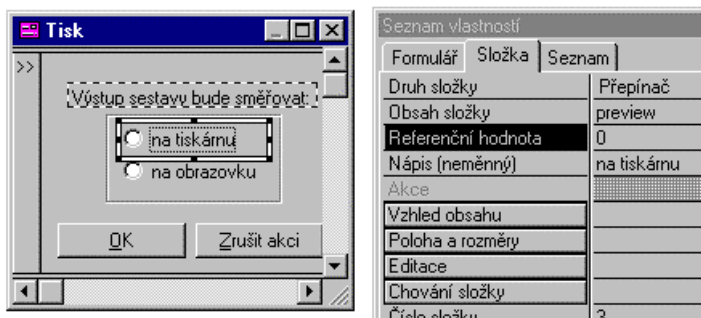 Tisk
>>
Výstup sestavy bude směřovat:
na tiskárnu
na obrazovku
OK
Zrušit akci
Seznam vlastností
Formulář Složka Seznam
Druh složky Přepínač
Obsah složky preview
Referenční hodnota 0
Nápis (neměnný) na tiskárnu
Akce
Vzhled obsahu
Poloha a rozměry
Editace
Chování složky
Číslo složky 3